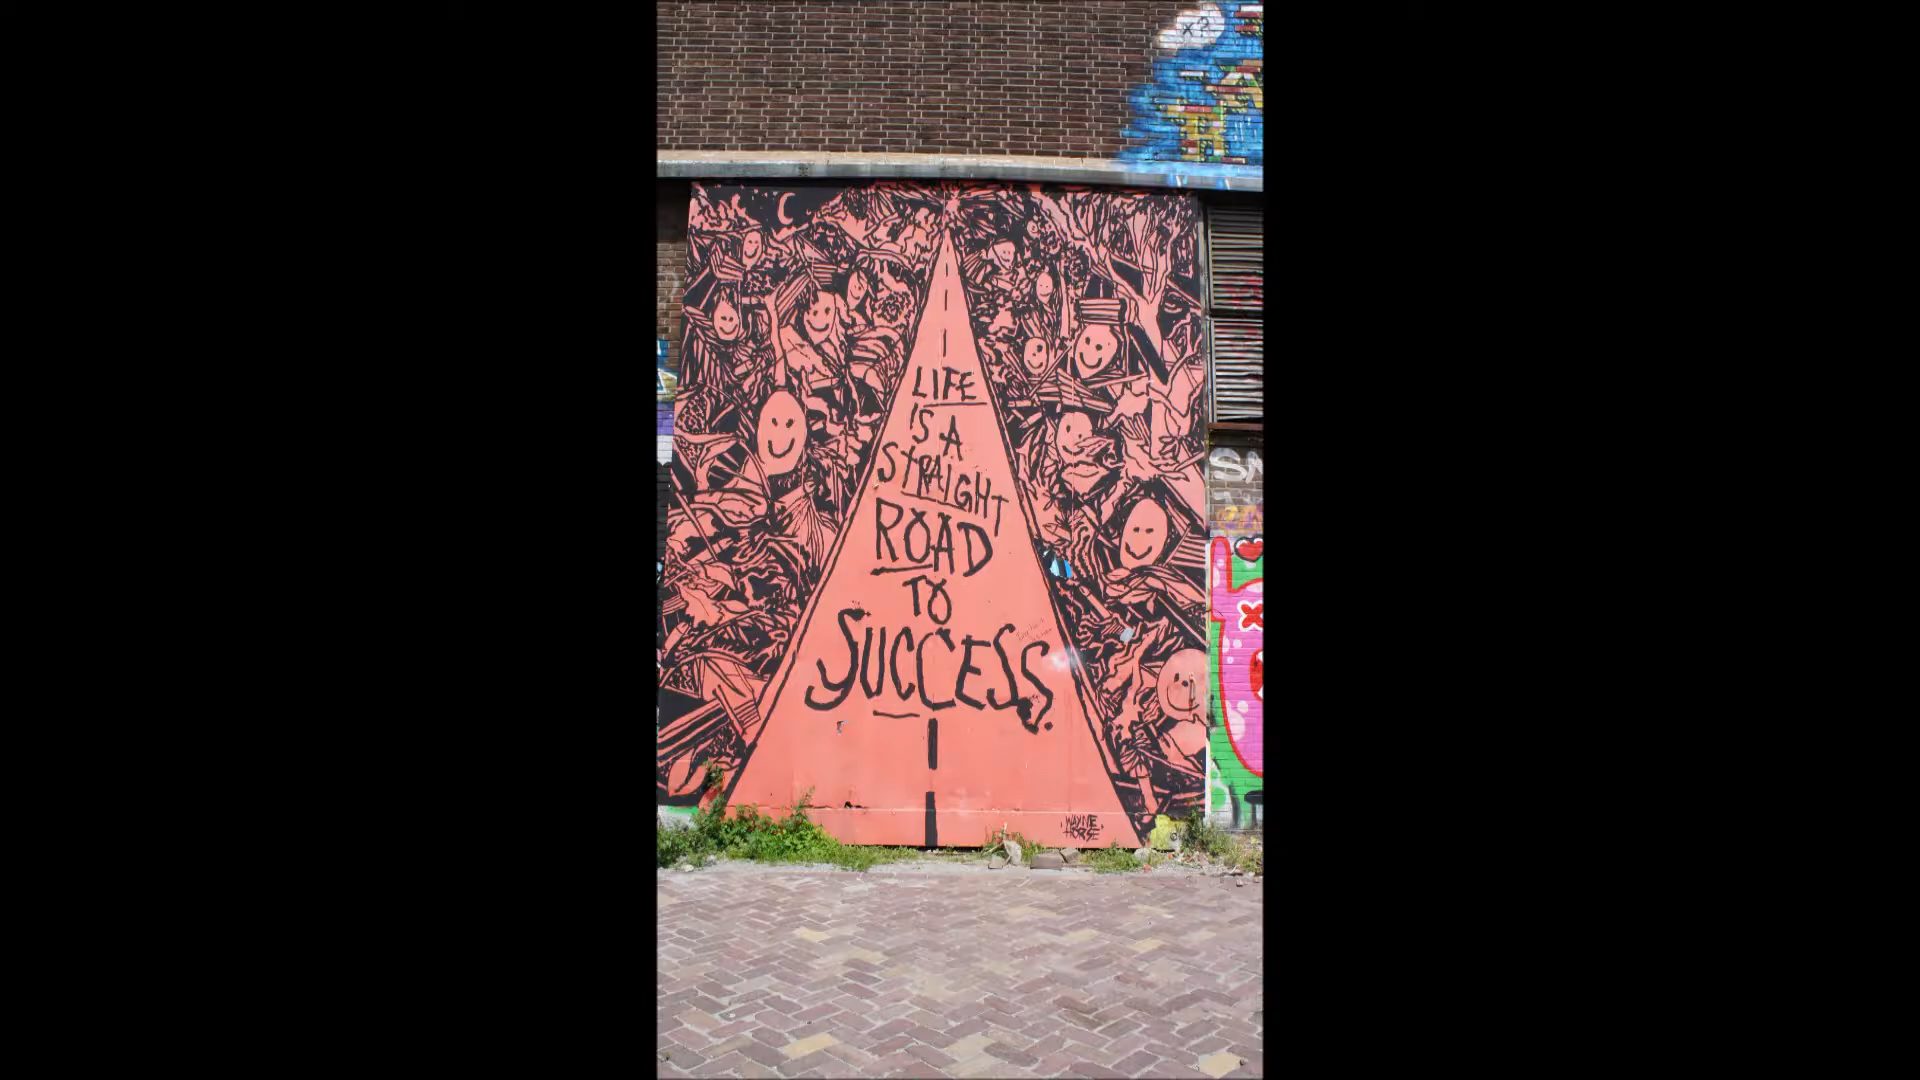 LIFE
IS A
STRAIGHT
ROAD
TO
SUCCESS.
WAYNE
HORSE